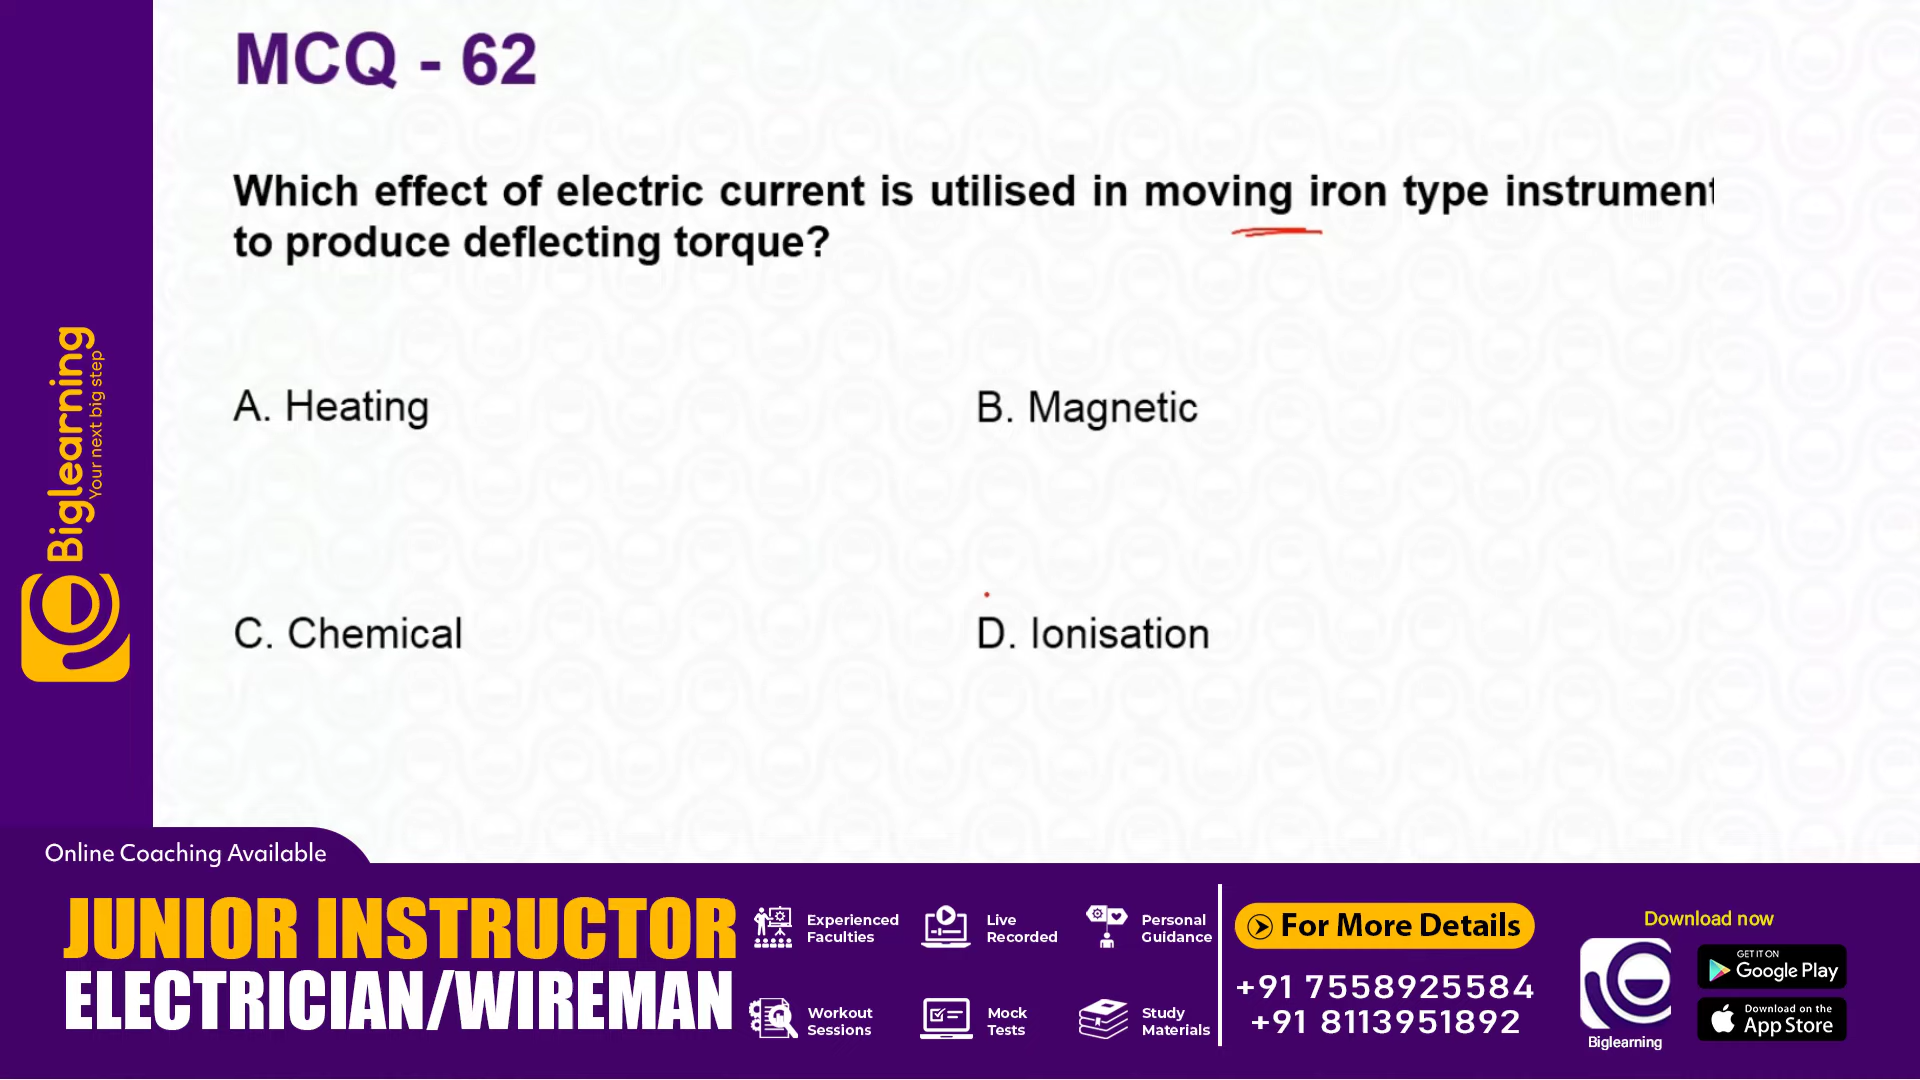 MCQ - 62
Which effect of electric current is utilised in moving iron type instrument
to produce deflecting torque?
A. Heating
B. Magnetic
C. Chemical
D. Ionisation
Biglearning
Your next big step
Online Coaching Available
JUNIOR INSTRUCTOR
ELECTRICIAN/WIREMAN
Experienced
Faculties
Live
Recorded
Personal
Guidance
Workout
Sessions
Mock
Tests
Study
Materials
For More Details
+91 7558925584
+91 8113951892
Download now
Biglearning
GET IT ON
Google Play
Download on the
App Store